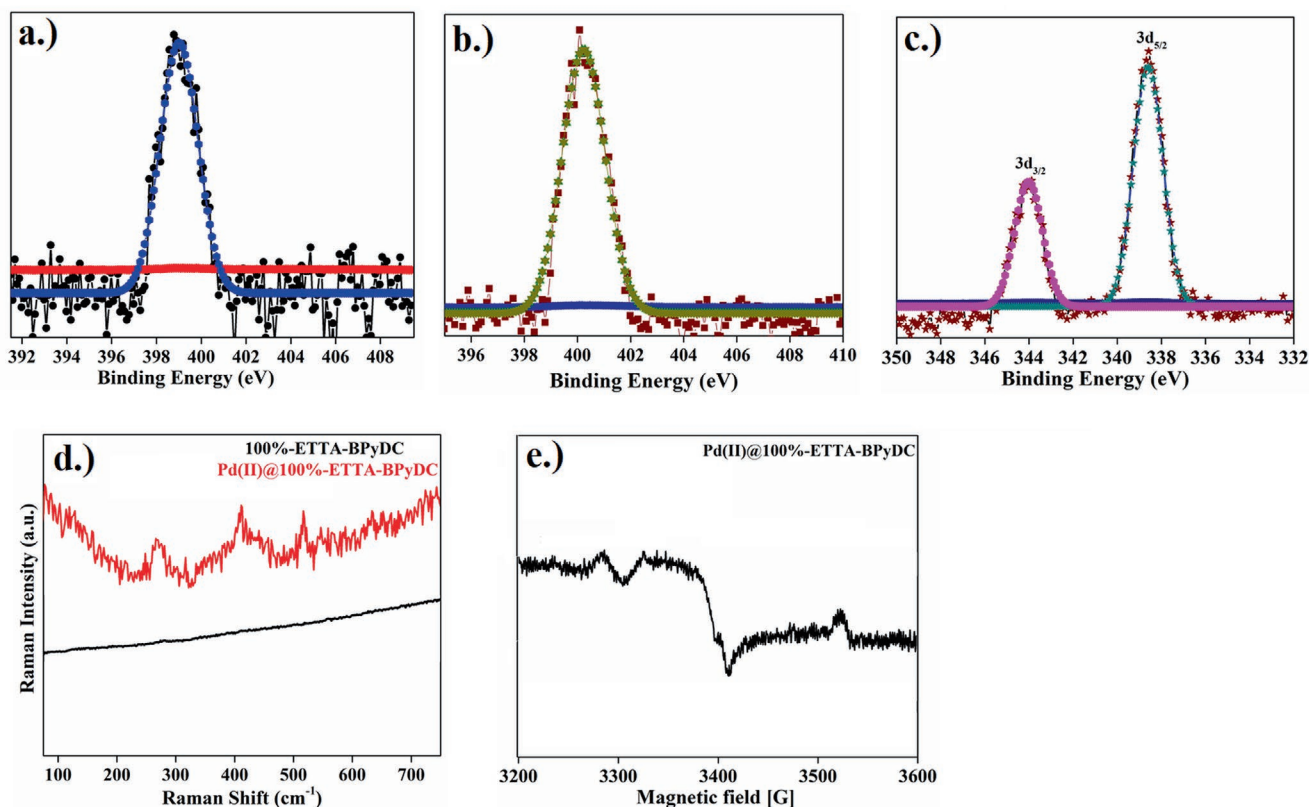 a.)
392 394 396 398 400 402 404 406 408
Binding Energy (eV)
b.)
396 398 400 402 404 406 408 410
Binding Energy (eV)
c.)
3d5/2
3d3/2
350 348 346 344 342 340 338 336 334 332
Binding Energy (eV)
d.)
100%-ETTA-BPyDC
Pd(II)@100%-ETTA-BPyDC
Raman Intensity (a.u.)
100 200 300 400 500 600 700
Raman Shift (cm-1)
e.)
Pd(II)@100%-ETTA-BPyDC
3200 3300 3400 3500 3600
Magnetic field [G]